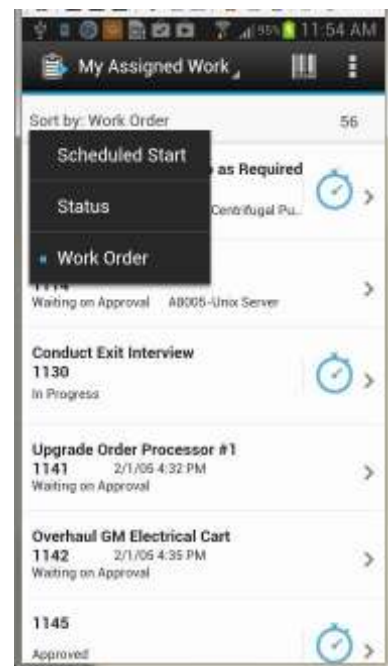 95% 11:54 AM
My Assigned Work
Sort by: Work Order 56
Scheduled Start
Status
Work Order
as Required
Centrifugal Pu..
Waiting on Approval A8005-Unix Server
Conduct Exit Interview
1130
In Progress
Upgrade Order Processor #1
1141 2/1/05 4:32 PM
Waiting on Approval
Overhaul GM Electrical Cart
1142 2/1/05 4:35 PM
Waiting on Approval
1145
Approved